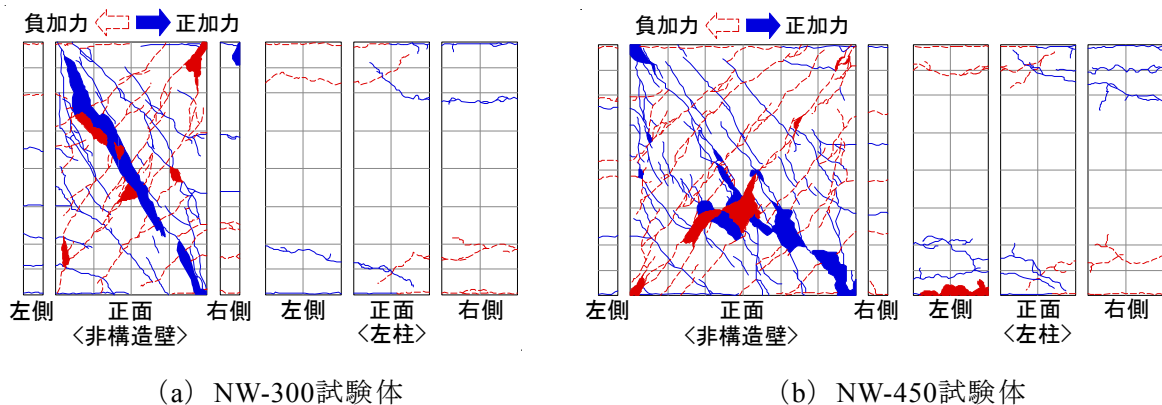 負加力 正加力
左側 正面 右側 左側 正面 右側
〈非構造壁〉 〈左柱〉
(a) NW-300試験体
負加力 正加力
左側 正面 右側 左側 正面 右側
〈非構造壁〉 〈左柱〉
(b) NW-450試験体